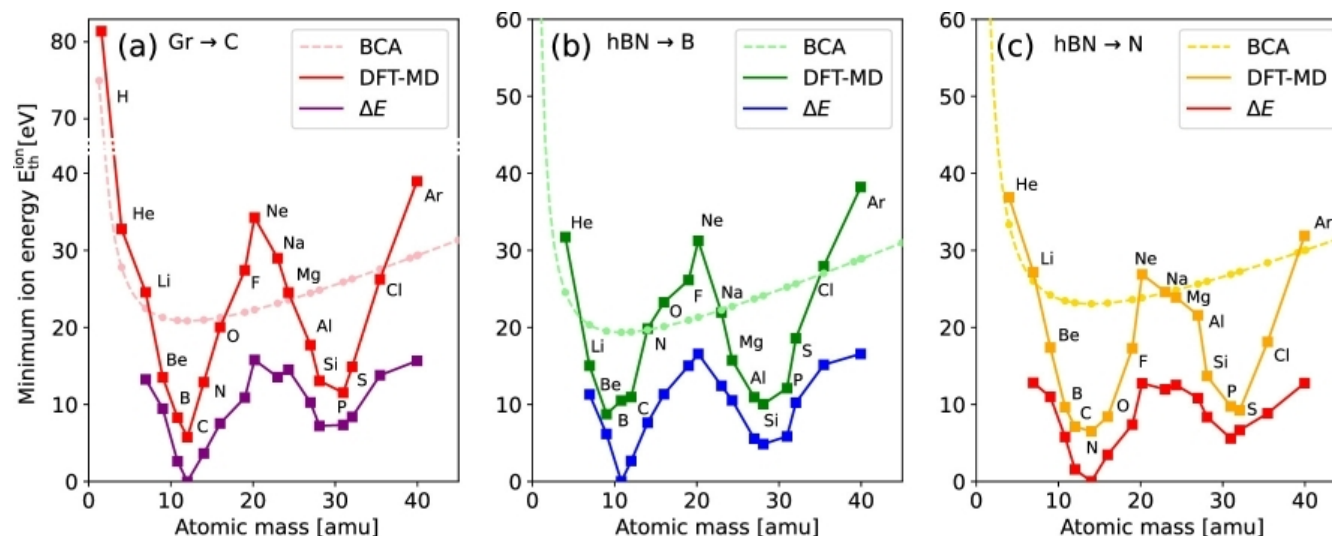 (a) Gr → C
BCA
DFT-MD
ΔE
80
70
40
30
20
10
0
Minimum ion energy E_th^ion [eV]
H
He
Li
Be
B
C
N
O
F
Ne
Na
Mg
Al
Si
P
S
Cl
Ar
0 10 20 30 40
Atomic mass [amu]
(b) hBN → B
BCA
DFT-MD
ΔE
60
50
40
30
20
10
0
He
Li
Be
B
C
N
O
F
Ne
Na
Mg
Al
Si
P
S
Cl
Ar
0 10 20 30 40
Atomic mass [amu]
(c) hBN → N
BCA
DFT-MD
ΔE
60
50
40
30
20
10
0
He
Li
Be
B
C
N
O
F
Ne
Na
Mg
Al
Si
P
S
Cl
Ar
0 10 20 30 40
Atomic mass [amu]